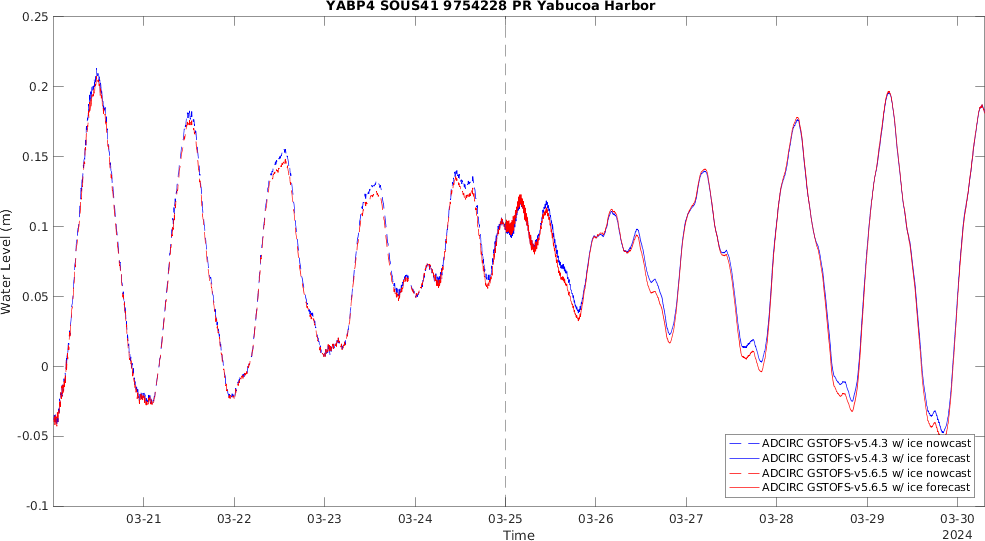 YABP4 SOUS41 9754228 PR Yabucoa Harbor
0.25
0.2
0.15
0.1
0.05
0
-0.05
-0.1
Water Level (m)
03-21 03-22 03-23 03-24 03-25 03-26 03-27 03-28 03-29 03-30
2024
Time
ADCIRC GSTOFS-v5.4.3 w/ ice nowcast
ADCIRC GSTOFS-v5.4.3 w/ ice forecast
ADCIRC GSTOFS-v5.6.5 w/ ice nowcast
ADCIRC GSTOFS-v5.6.5 w/ ice forecast